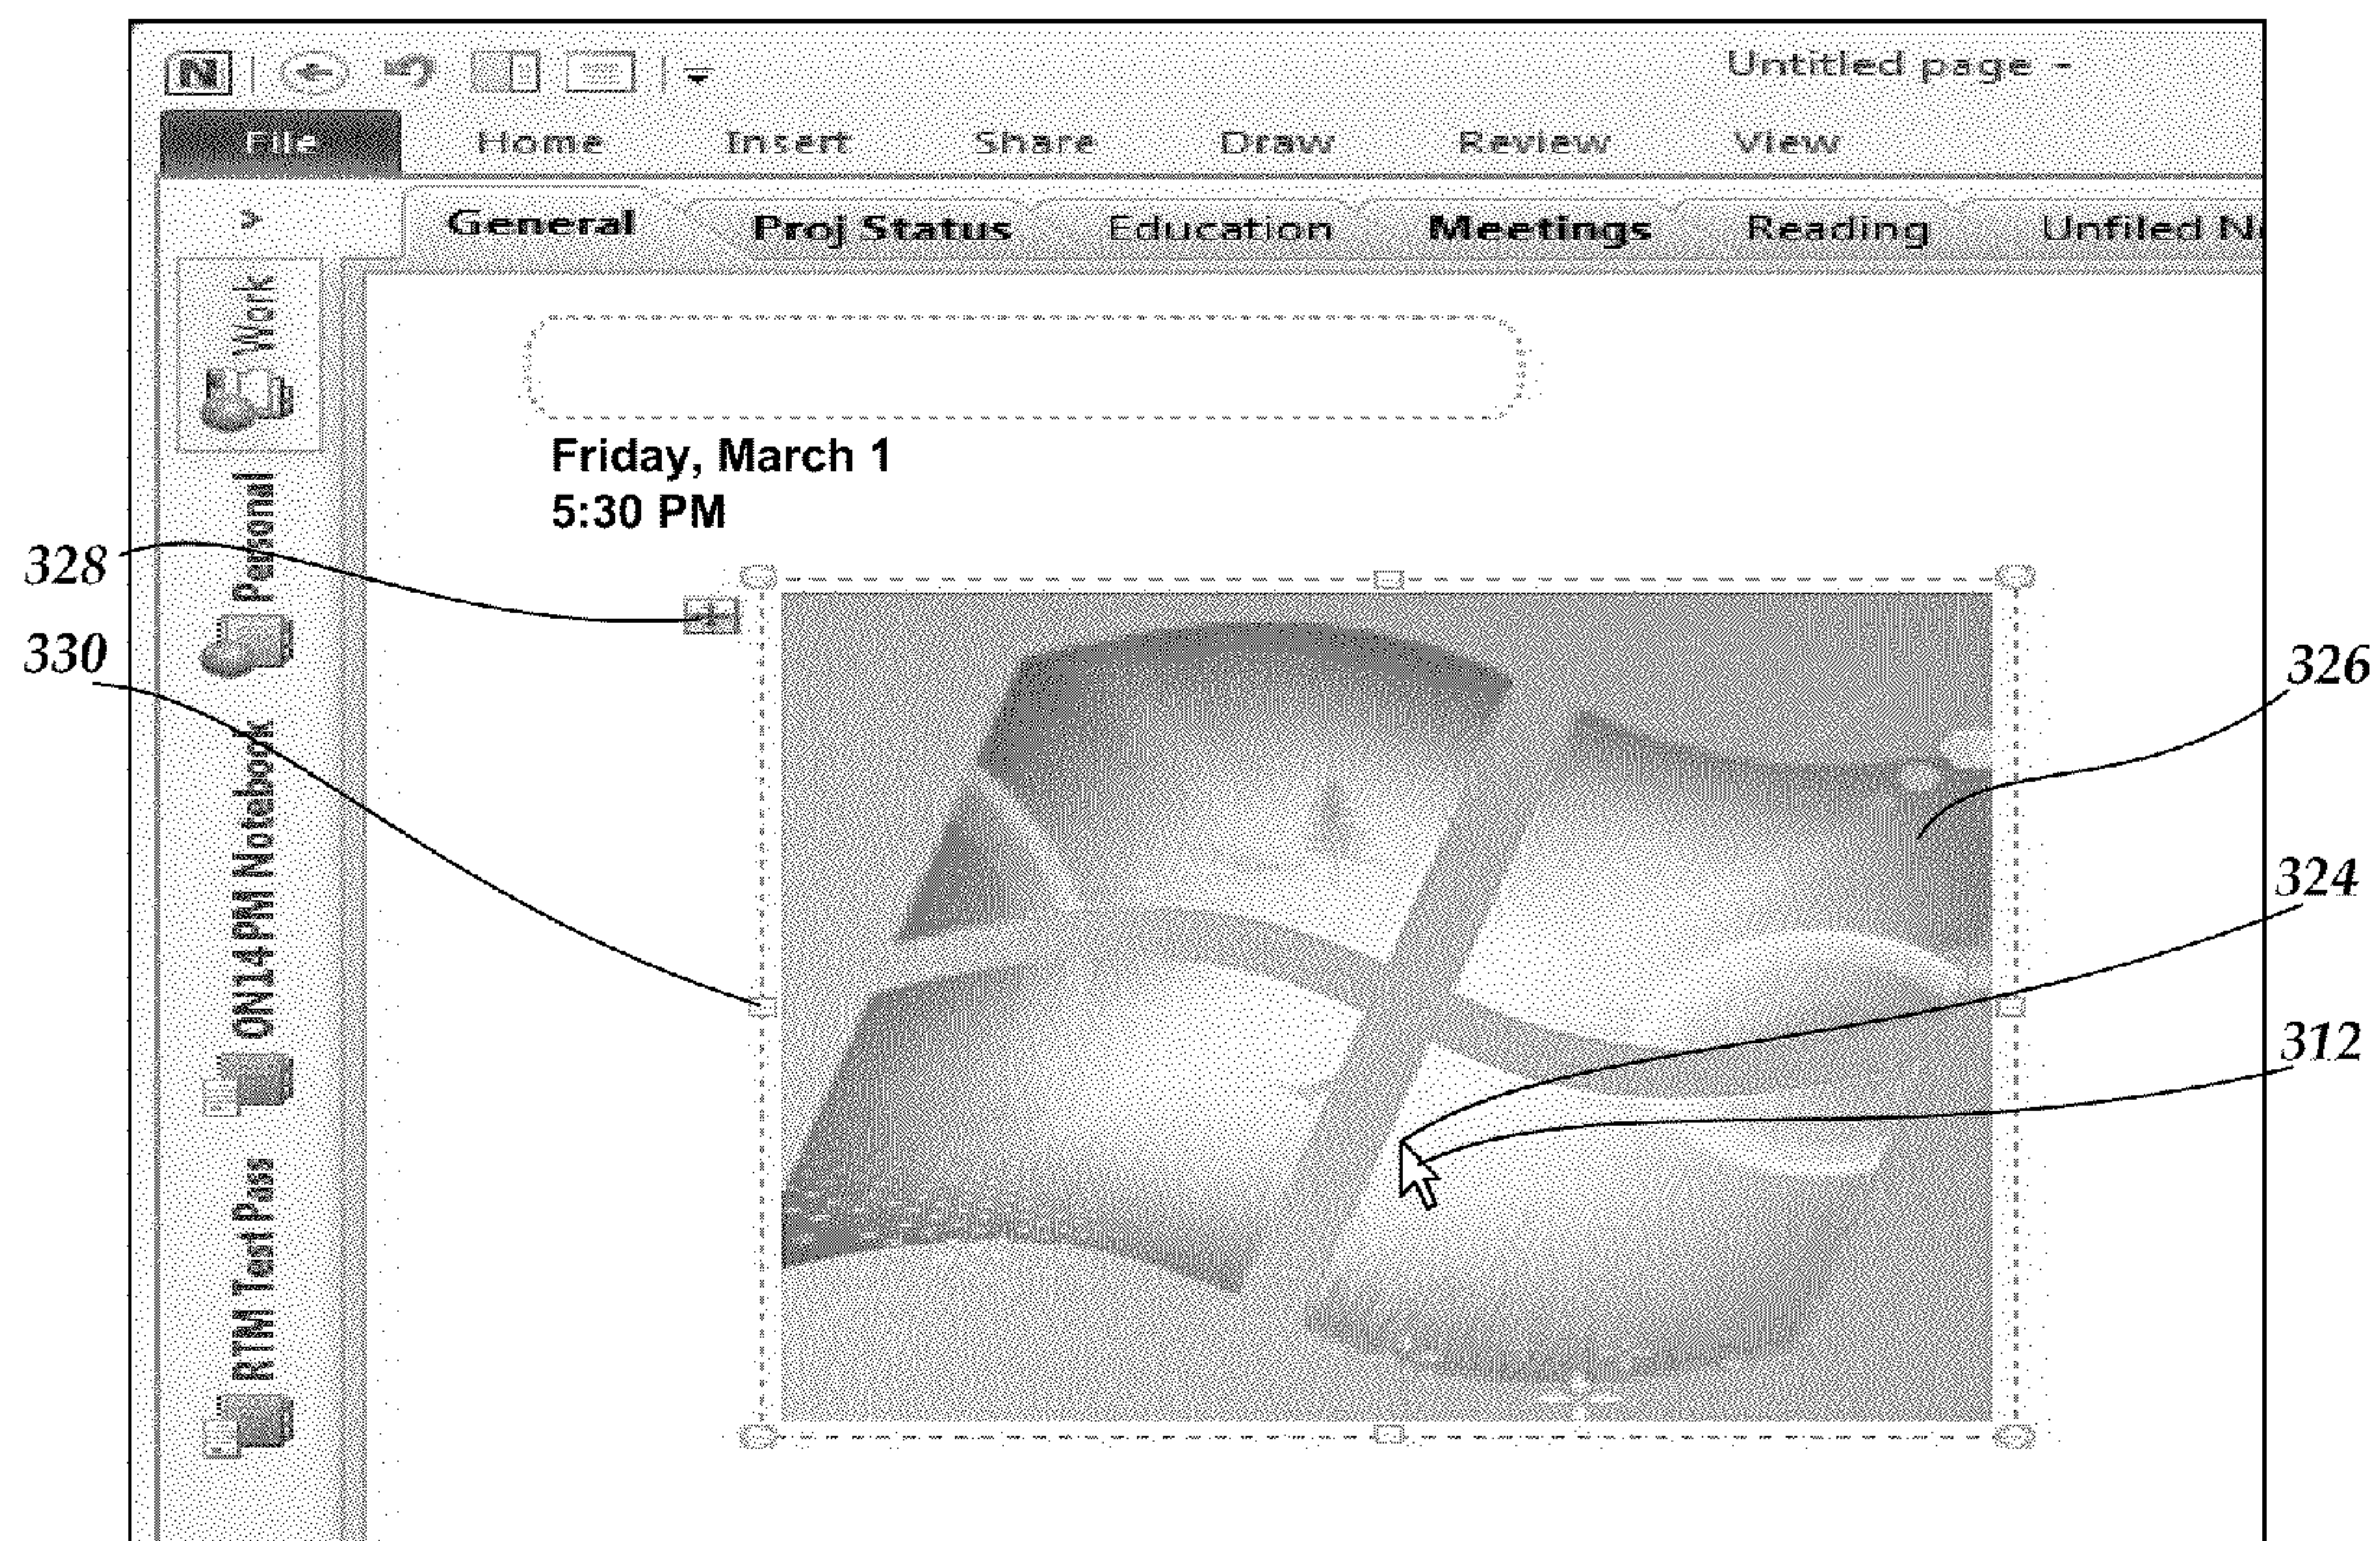 N
Untitled page -
File Home Insert Share Draw Review View
General Proj Status Education Meetings Reading Unfiled N
Work
Personal
ON14 PM Notebook
RTM Test Pass
Friday, March 1
5:30 PM
328
330
326
324
312